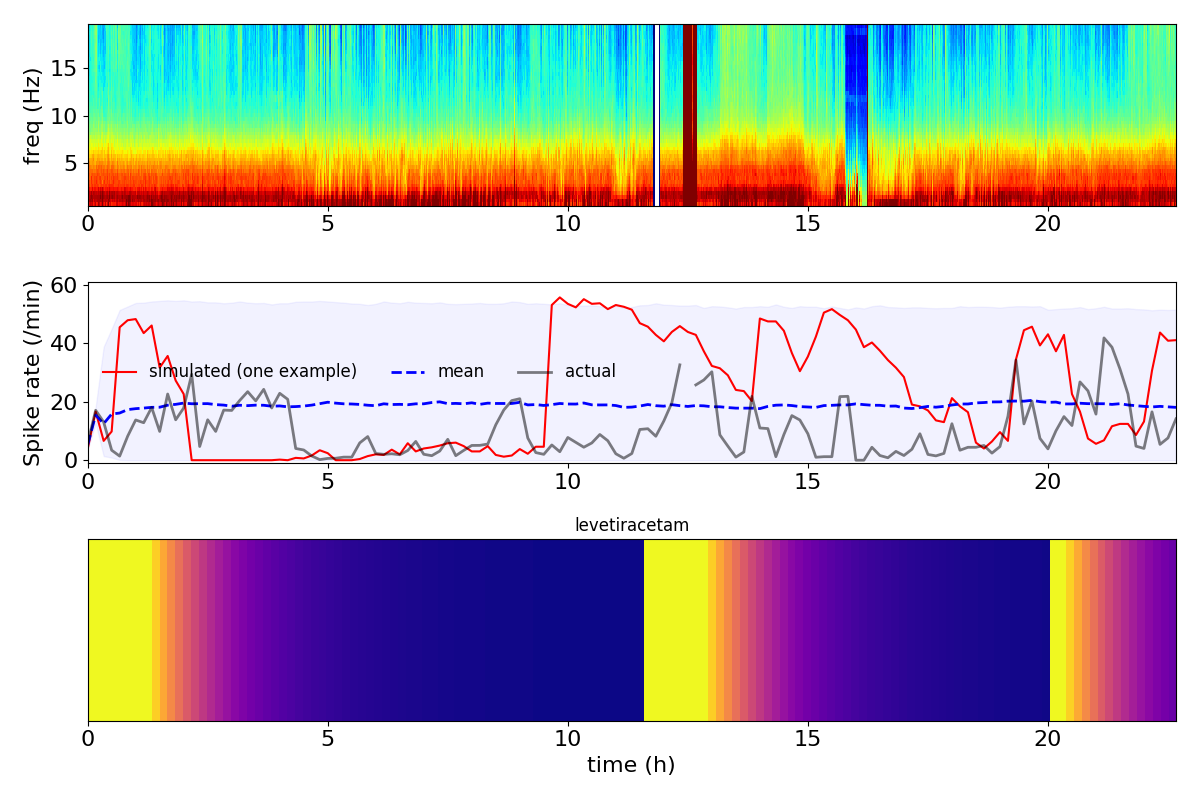 freq (Hz)
15
10
5
0 5 10 15 20
Spike rate (/min)
60
40
20
0
simulated (one example) mean actual
0 5 10 15 20
levetiracetam
0 5 10 15 20
time (h)